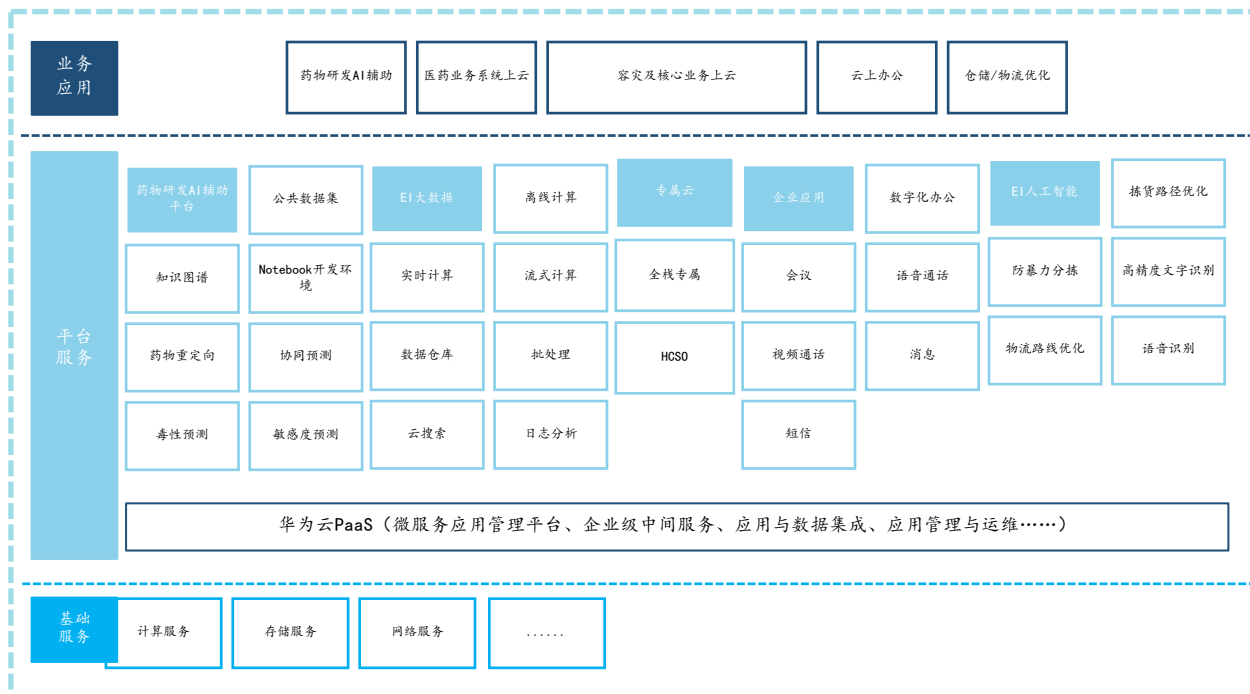 业务
应用
药物研发AI辅助
医药业务系统上云
容灾及核心业务上云
云上办公
仓储/物流优化
平台
服务
药物研发AI辅助
平台
公共数据集
EI大数据
离线计算
专属云
企业应用
数字化办公
EI人工智能
拣货路径优化
知识图谱
Notebook开发环
境
实时计算
流式计算
全栈专属
会议
语音通话
防暴力分拣
高精度文字识别
药物重定向
协同预测
数据仓库
批处理
HCSO
视频通话
消息
物流路线优化
语音识别
毒性预测
敏感度预测
云搜索
日志分析
短信
华为云PaaS（微服务应用管理平台、企业级中间服务、应用与数据集成、应用管理与运维……）
基础
服务
计算服务
存储服务
网络服务
......